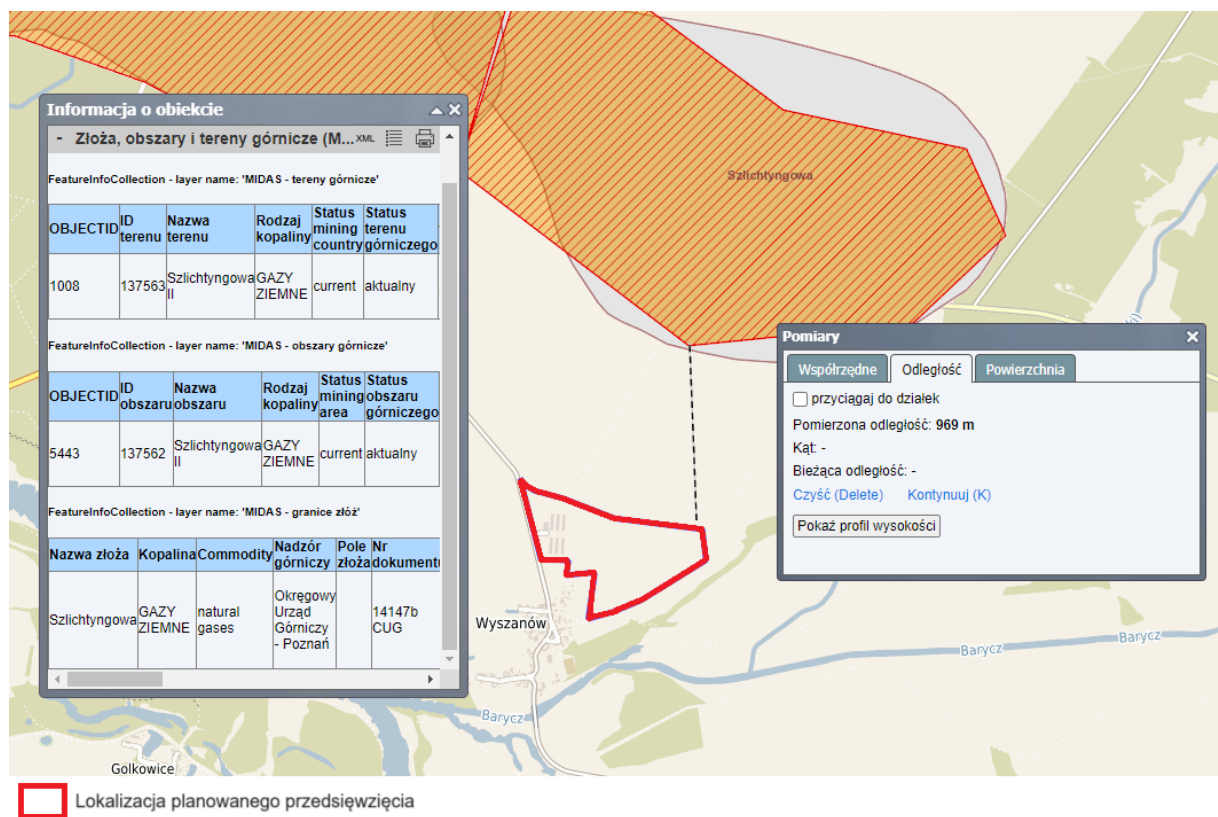 Informacja o obiekcie
- Złoża, obszary i tereny górnicze (M... XML
FeatureInfoCollection - layer name: 'MIDAS - tereny górnicze'
OBJECTID ID terenu Nazwa terenu Rodzaj kopaliny Status mining country Status terenu górniczego
1008 137563 Szlichtyngowa II GAZY ZIEMNE current aktualny
FeatureInfoCollection - layer name: 'MIDAS - obszary górnicze'
OBJECTID ID obszaru Nazwa obszaru Rodzaj kopaliny Status mining area Status obszaru górniczego
5443 137562 Szlichtyngowa II GAZY ZIEMNE current aktualny
FeatureInfoCollection - layer name: 'MIDAS - granice złóż'
Nazwa złoża Kopalina Commodity Nadzór górniczy Pole złoża Nr dokument
Szlichtyngowa GAZY ZIEMNE natural gases Okręgowy Urząd Górniczy - Poznań 14147b CUG
Szlichtyngowa
Pomiary
Współrzędne Odległość Powierzchnia
przyciągaj do działek
Pomierzona odległość: 969 m
Kąt: -
Bieżąca odległość: -
Czyść (Delete) Kontynuuj (K)
Pokaż profil wysokości
Wyszanów
Barycz
Barycz
Barycz
Golkowice
Lokalizacja planowanego przedsięwzięcia